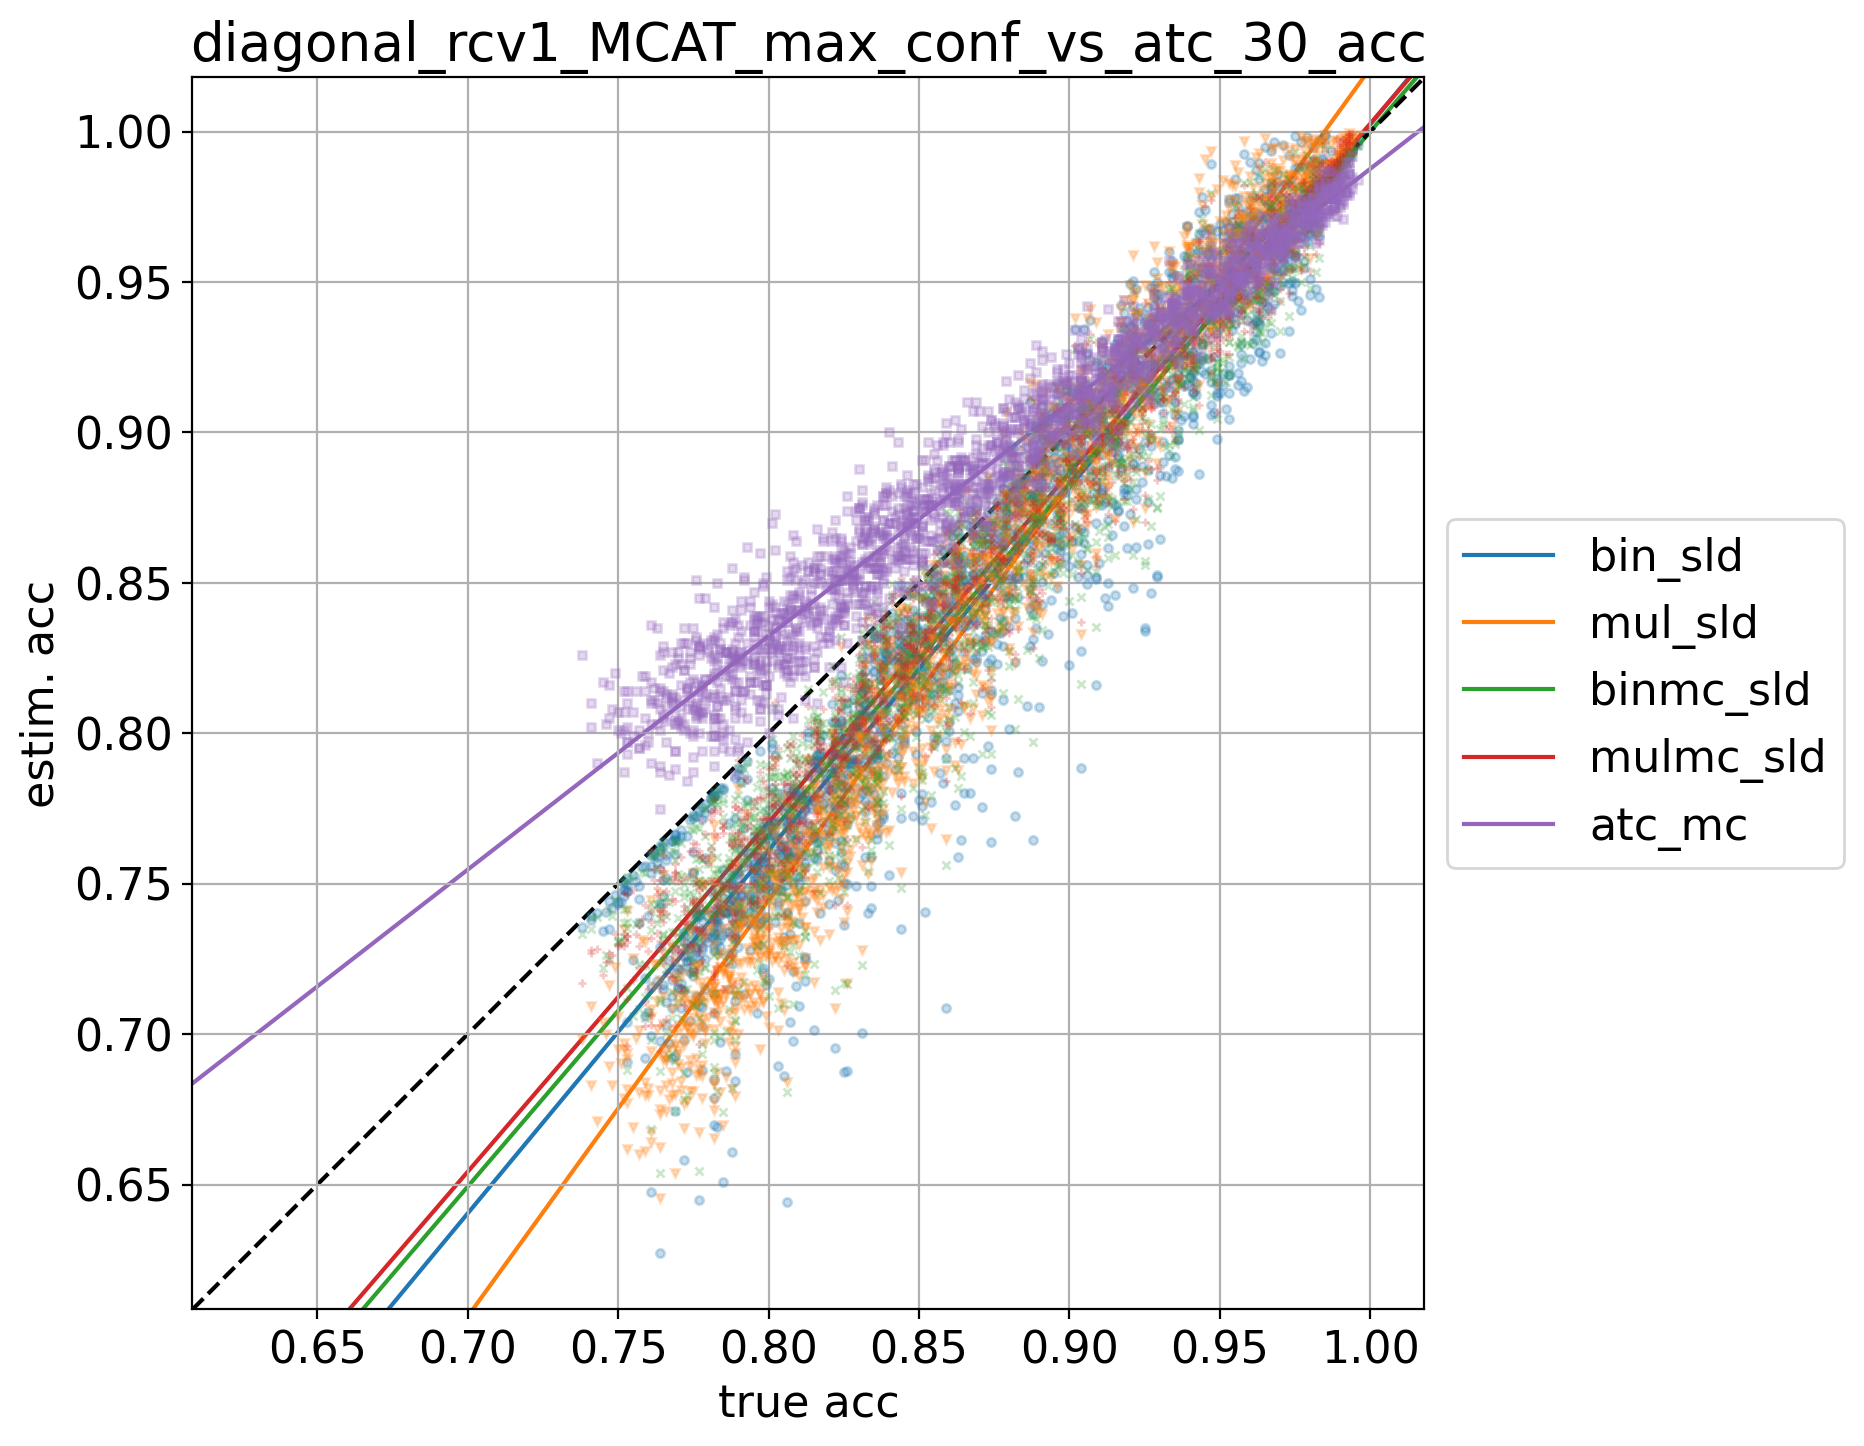 diagonal_rcv1_MCAT_max_conf_vs_atc_30_acc
estim. acc
1.00
0.95
0.90
0.85
0.80
0.75
0.70
0.65
0.65 0.70 0.75 0.80 0.85 0.90 0.95 1.00
true acc
bin_sld
mul_sld
binmc_sld
mulmc_sld
atc_mc